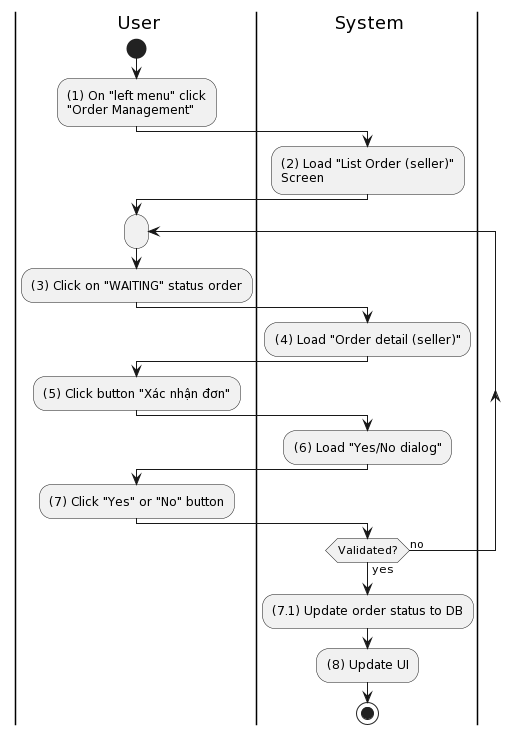 User
System
(1) On "left menu" click
"Order Management"
(2) Load "List Order (seller)"
Screen
(3) Click on "WAITING" status order
(4) Load "Order detail (seller)"
(5) Click button "Xác nhận đơn"
(6) Load "Yes/No dialog"
(7) Click "Yes" or "No" button
Validated?
no
yes
(7.1) Update order status to DB
(8) Update UI